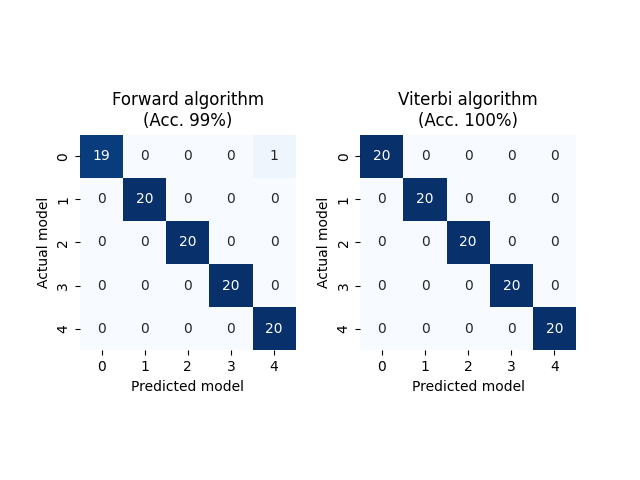 Forward algorithm
(Acc. 99%)
0 19 0 0 0 1
1 0 20 0 0 0
2 0 0 20 0 0
3 0 0 0 20 0
4 0 0 0 0 20
0 1 2 3 4
Actual model
Predicted model
Viterbi algorithm
(Acc. 100%)
0 20 0 0 0 0
1 0 20 0 0 0
2 0 0 20 0 0
3 0 0 0 20 0
4 0 0 0 0 20
0 1 2 3 4
Actual model
Predicted model